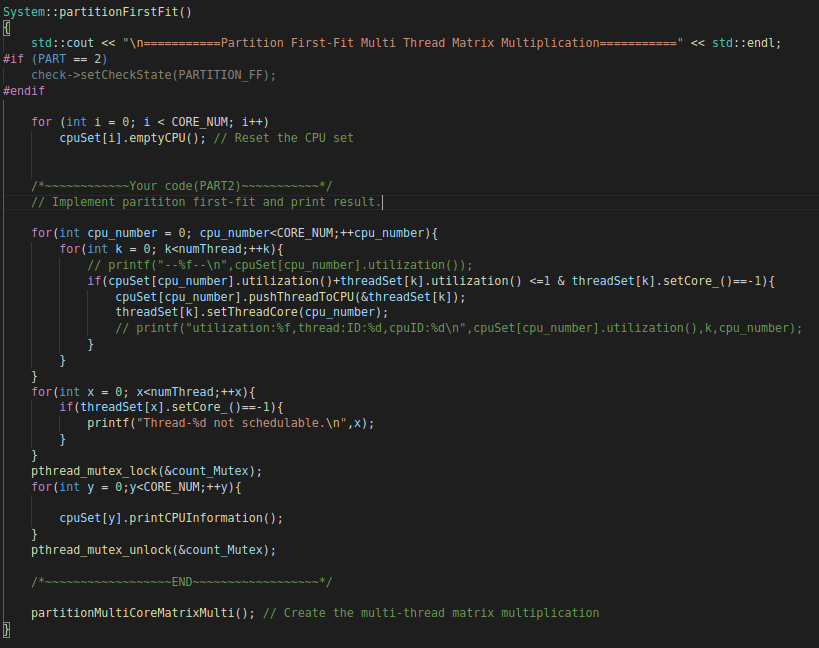 System::partitionFirstFit()
{
    std::cout << "\n===========Partition First-Fit Multi Thread Matrix Multiplication===========" << std::endl;
#if (PART == 2)
    check->setCheckState(PARTITION_FF);
#endif
    for (int i = 0; i < CORE_NUM; i++)
        cpuSet[i].emptyCPU(); // Reset the CPU set
    /*~~~~~~~~~~~~Your code(PART2)~~~~~~~~~~~*/
    // Implement parititon first-fit and print result.
    for(int cpu_number = 0; cpu_number<CORE_NUM;++cpu_number){
        for(int k = 0; k<numThread;++k){
            // printf("--%f--\n",cpuSet[cpu_number].utilization());
            if(cpuSet[cpu_number].utilization()+threadSet[k].utilization() <=1 & threadSet[k].setCore_()==-1){
                cpuSet[cpu_number].pushThreadToCPU(&threadSet[k]);
                threadSet[k].setThreadCore(cpu_number);
                // printf("utilization:%f,thread:ID:%d,cpuID:%d\n",cpuSet[cpu_number].utilization(),k,cpu_number);
            }
        }
    }
    for(int x = 0; x<numThread;++x){
        if(threadSet[x].setCore_()==-1){
            printf("Thread-%d not schedulable.\n",x);
        }
    }
    pthread_mutex_lock(&count_Mutex);
    for(int y = 0;y<CORE_NUM;++y){
        cpuSet[y].printCPUInformation();
    }
    pthread_mutex_unlock(&count_Mutex);
    /*~~~~~~~~~~~~~~~~~~END~~~~~~~~~~~~~~~~~~*/
    partitionMultiCoreMatrixMulti(); // Create the multi-thread matrix multiplication
}